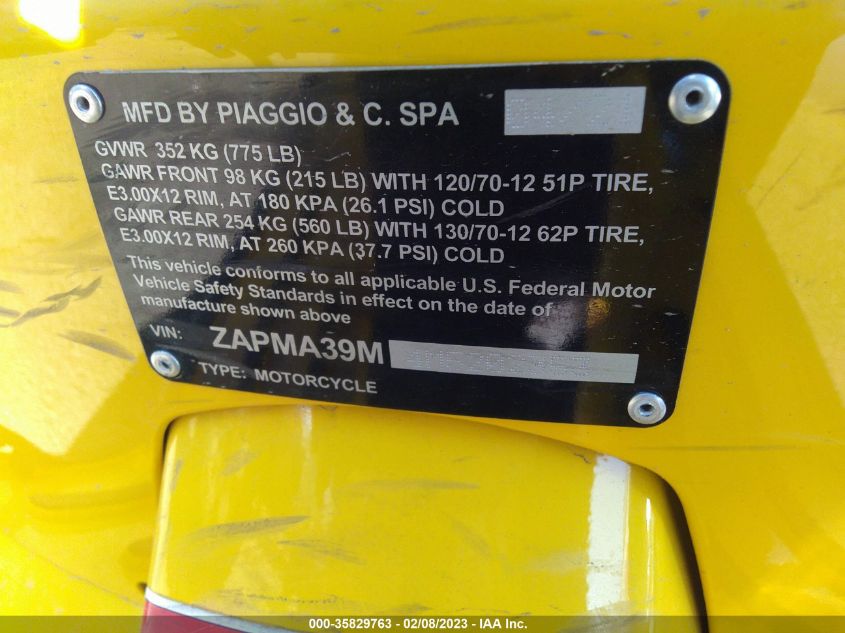 MFD BY PIAGGIO & C. SPA
GVWR 352 KG (775 LB)
GAWR FRONT 98 KG (215 LB) WITH 120/70-12 51P TIRE,
E3.00X12 RIM, AT 180 KPA (26.1 PSI) COLD
GAWR REAR 254 KG (560 LB) WITH 130/70-12 62P TIRE,
E3.00X12 RIM, AT 260 KPA (37.7 PSI) COLD
This vehicle conforms to all applicable U.S. Federal Motor
Vehicle Safety Standards in effect on the date of
manufacture shown above
VIN: ZAPMA39M
TYPE: MOTORCYCLE
000-35829763 / 02/08/2023 - IAA Inc.